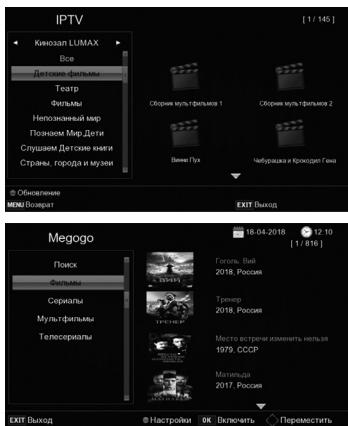 IPTV
[ 1 / 145 ]
Кинозал LUMAX
Все
Детские фильмы
Театр
Фильмы
Непознанный мир
Познаем Мир.Дети
Слушаем Детские книги
Страны, города и музеи
Сборник мультфильмов 1
Сборник мультфильмов 2
Винни Пух
Чебурашка и Крокодил Гена
Обновление
MENU Возврат
EXIT Выход
Megogo
18-04-2018
12:10
[ 1 / 816 ]
Поиск
Фильмы
Сериалы
Мультфильмы
Телесериалы
ВИЙ
Гоголь. Вий
2018, Россия
ТРЕНЕР
Тренер
2018, Россия
Место встречи изменить нельзя
1979, СССР
Матильда
2017, Россия
EXIT Выход
Настройки
OK Включить
Переместить